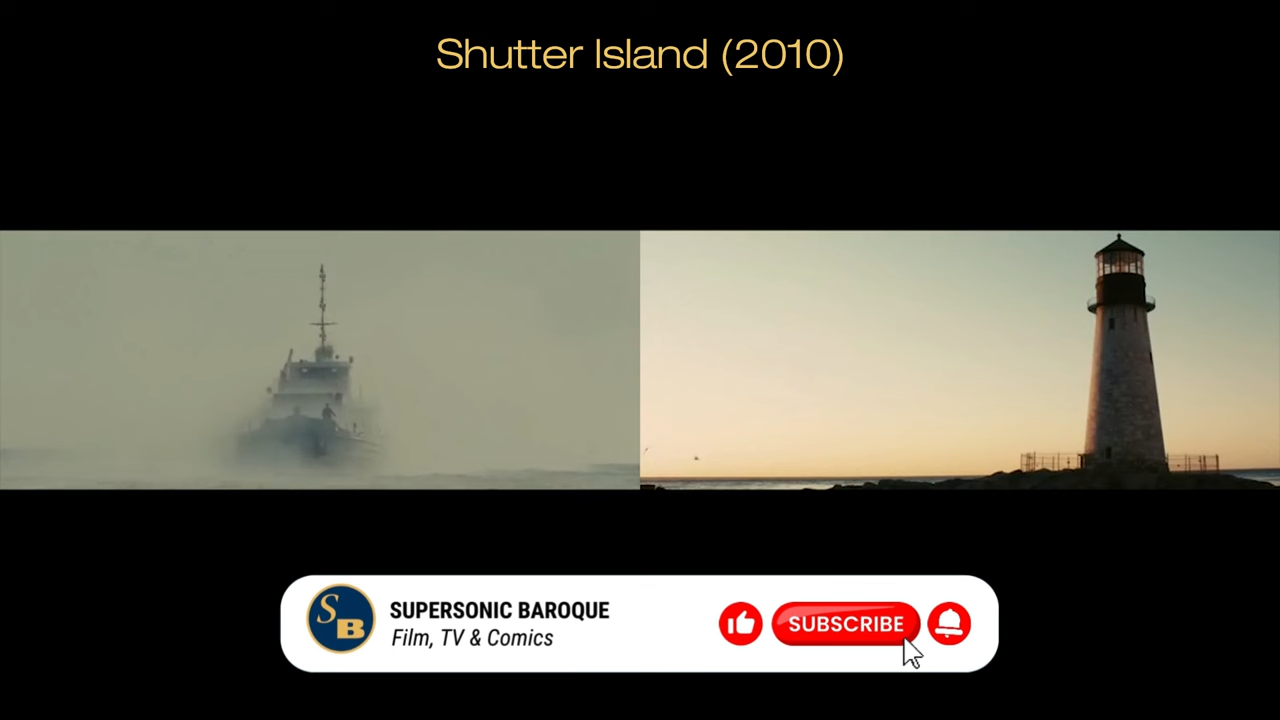 Shutter Island (2010)
SB
SUPERSONIC BAROQUE
Film, TV & Comics
SUBSCRIBE